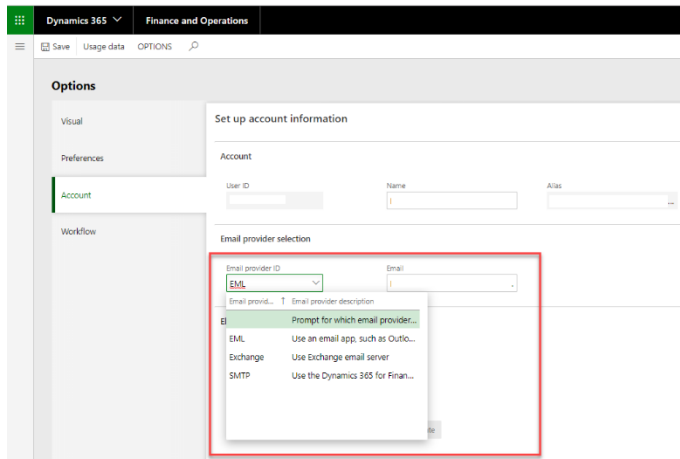 Dynamics 365 Finance and Operations
Save Usage data OPTIONS
Options
Visual
Preferences
Account
Workflow
Set up account information
Account
User ID Name Alias
...
Email provider selection
Email provider ID Email
EML
Email provid... ↑ Email provider description
Prompt for which email provider...
EML Use an email app, such as Outlo...
Exchange Use Exchange email server
SMTP Use the Dynamics 365 for Finan...